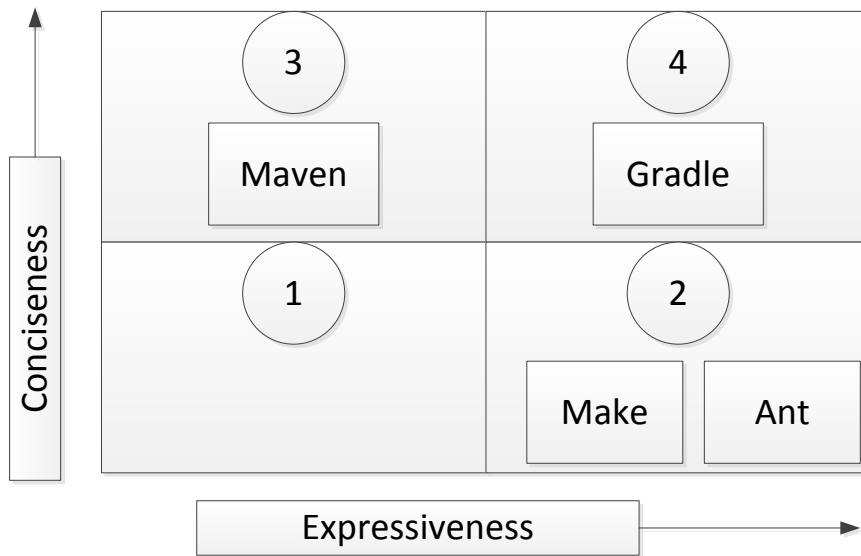 3
4
Maven
Gradle
Conciseness
1
2
Make
Ant
Expressiveness